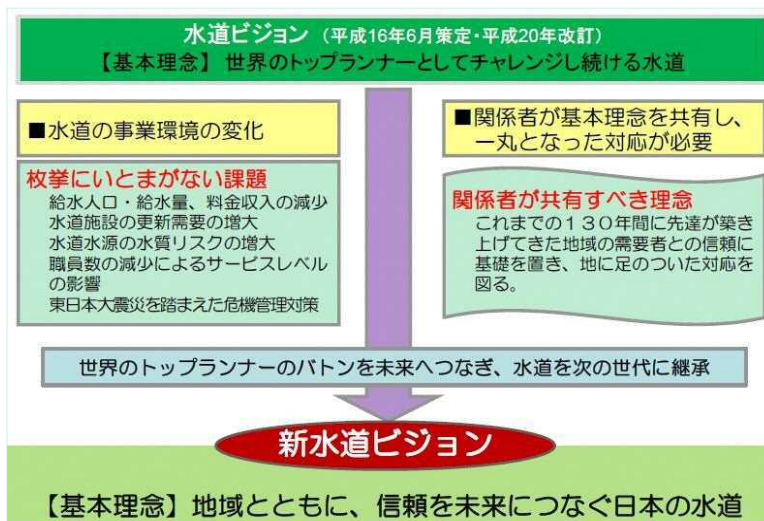 水道ビジョン（平成16年6月策定・平成20年改訂）
【基本理念】世界のトップランナーとしてチャレンジし続ける水道
■水道の事業環境の変化
枚挙にいとまがない課題
給水人口・給水量、料金収入の減少
水道施設の更新需要の増大
水道水源の水質リスクの増大
職員数の減少によるサービスレベル
の影響
東日本大震災を踏まえた危機管理対策
■関係者が基本理念を共有し、
一丸となった対応が必要
関係者が共有すべき理念
これまでの１３０年間に先達が築き
上げてきた地域の需要者との信頼に
基礎を置き、地に足のついた対応を
図る。
世界のトップランナーのバトンを未来へつなぎ、水道を次の世代に継承
新水道ビジョン
【基本理念】地域とともに、信頼を未来につなぐ日本の水道